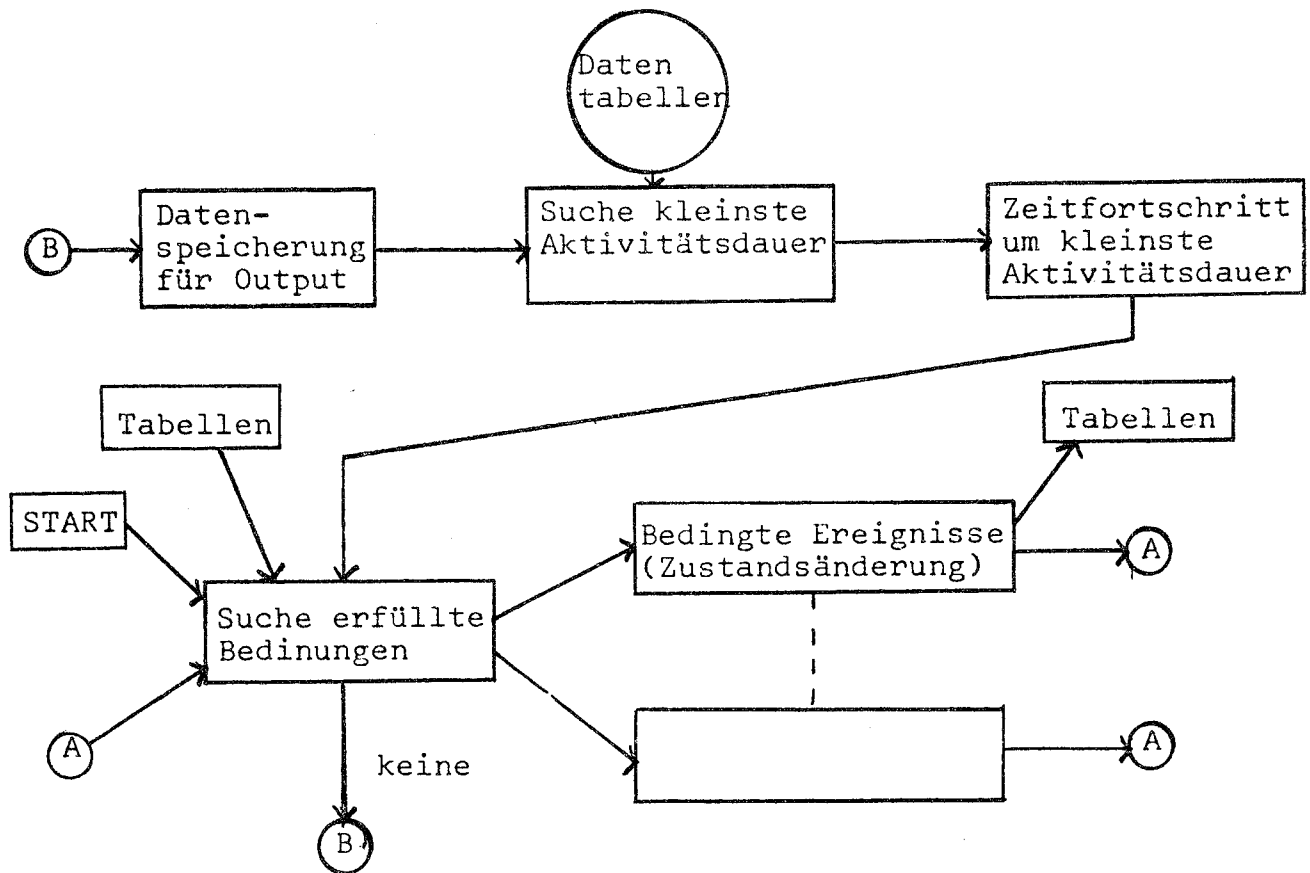 Daten
tabellen
B
Daten-
speicherung
für Output
Suche kleinste
Aktivitätsdauer
Zeitfortschritt
um kleinste
Aktivitätsdauer
Tabellen
Tabellen
START
Bedingte Ereignisse
(Zustandsänderung)
A
Suche erfüllte
Bedinungen
A
keine
A
B